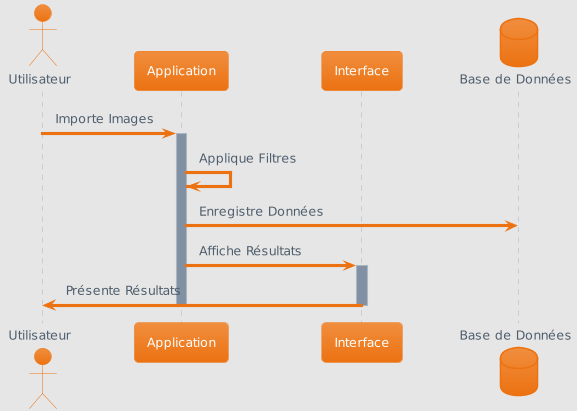 Utilisateur
Application
Interface
Base de Données
Importe Images
Applique Filtres
Enregistre Données
Affiche Résultats
Présente Résultats
Utilisateur
Application
Interface
Base de Données